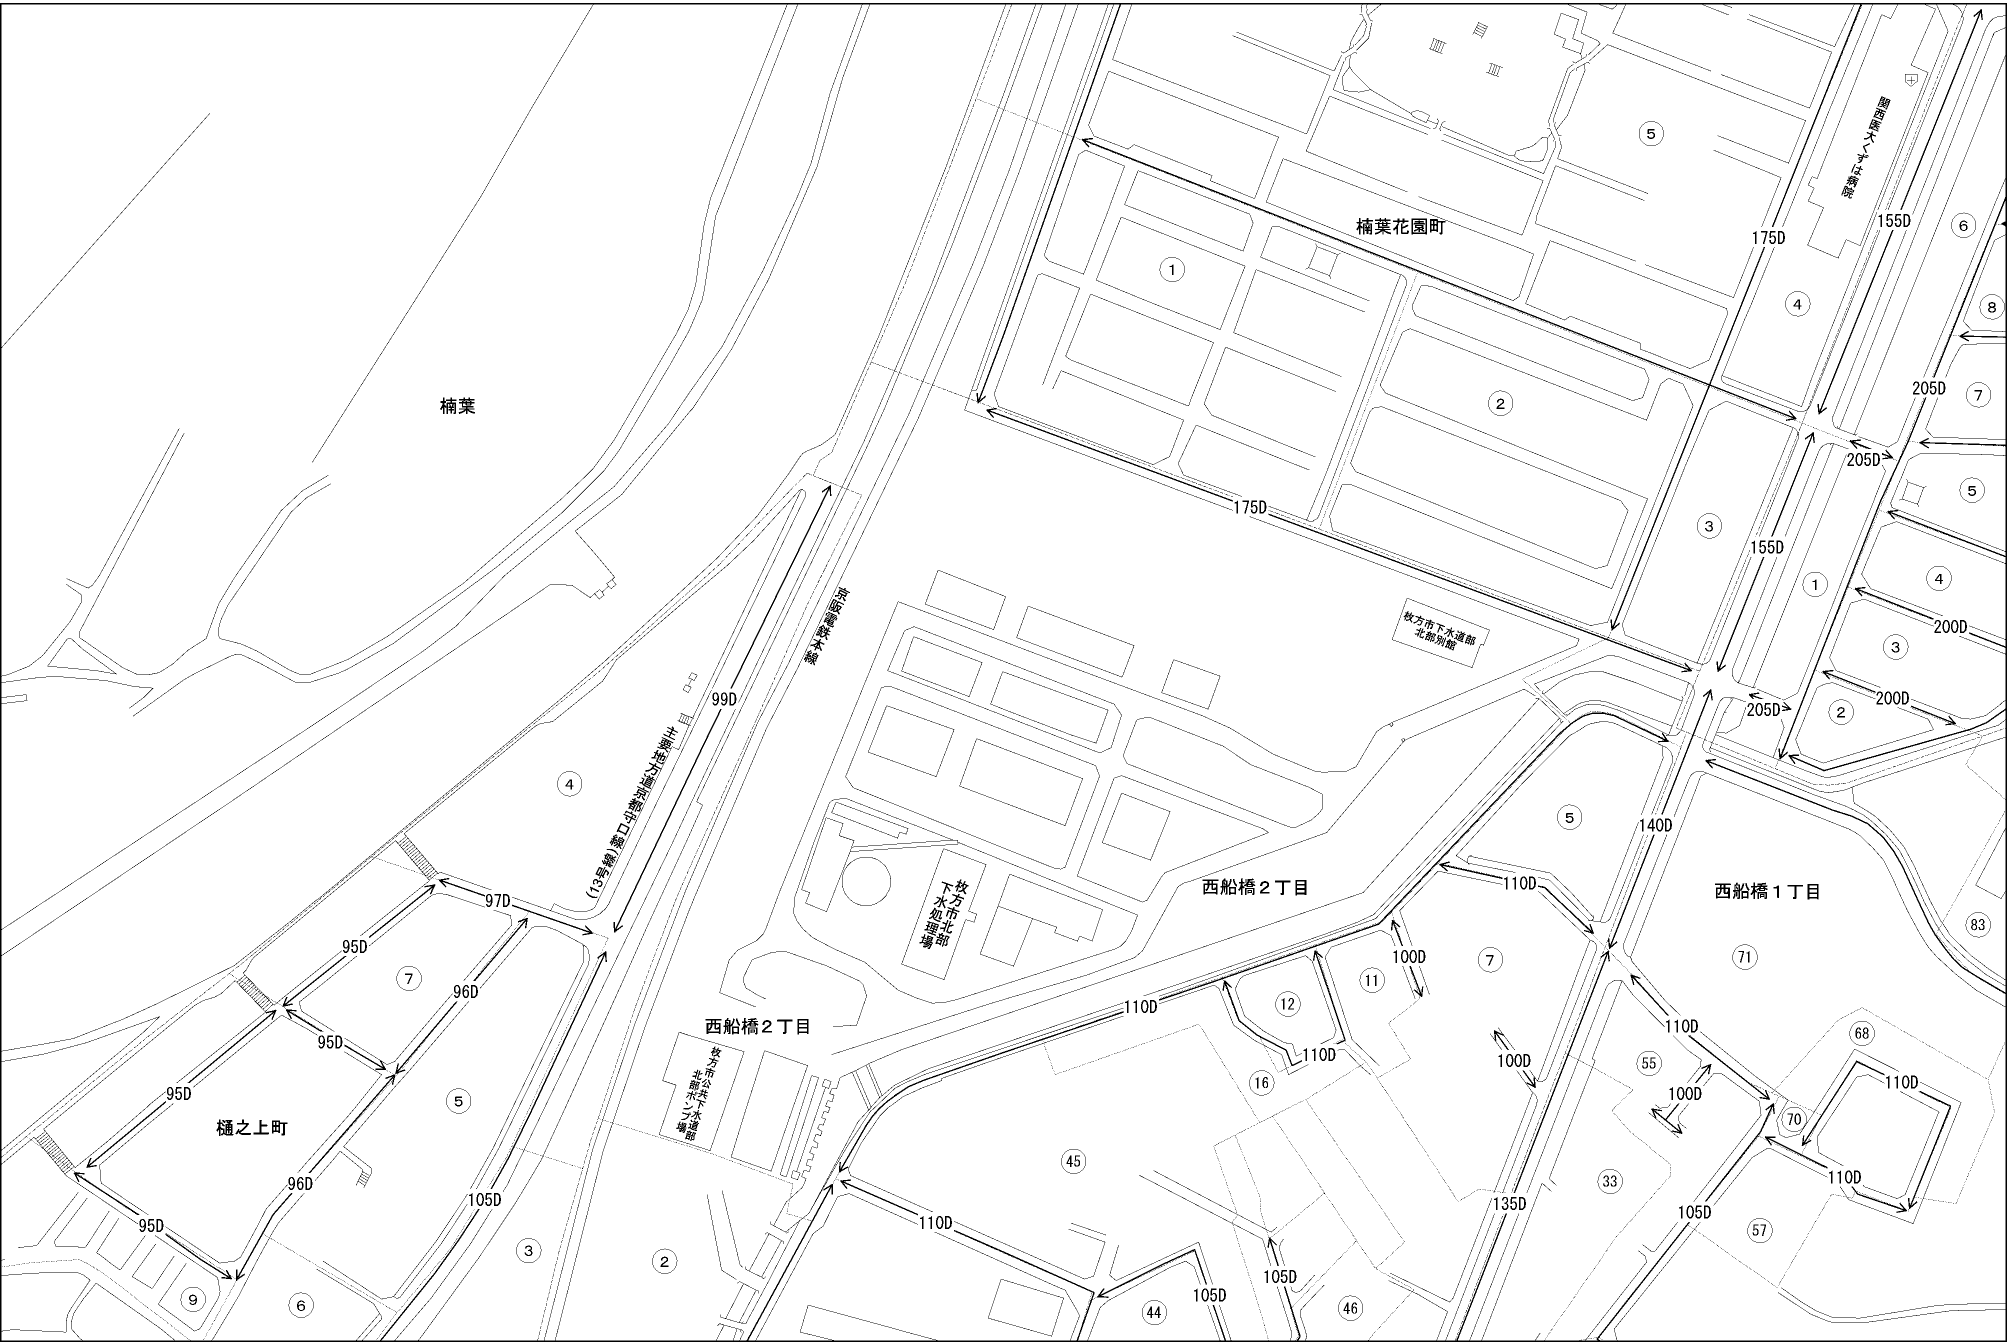 5
関西医大くずは病院
155D
6
楠葉花園町
175D
1
4
8
205D
7
楠葉
2
205D
5
175D
3
155D
1
4
京阪電鉄本線
枚方市下水道部
北部別館
200D
3
99D
200D
205D
2
主要地方道京都守口線(13号線)
4
5
140D
西船橋2丁目
110D
西船橋1丁目
97D
枚方市北部
下水処理場
83
95D
100D
7
71
7
11
96D
12
110D
西船橋2丁目
110D
95D
68
枚方市公共下水道部
北部ポンプ場
110D
100D
55
16
110D
95D
100D
5
70
樋之上町
45
110D
96D
33
105D
135D
105D
95D
110D
57
3
2
105D
105D
9
6
44
46